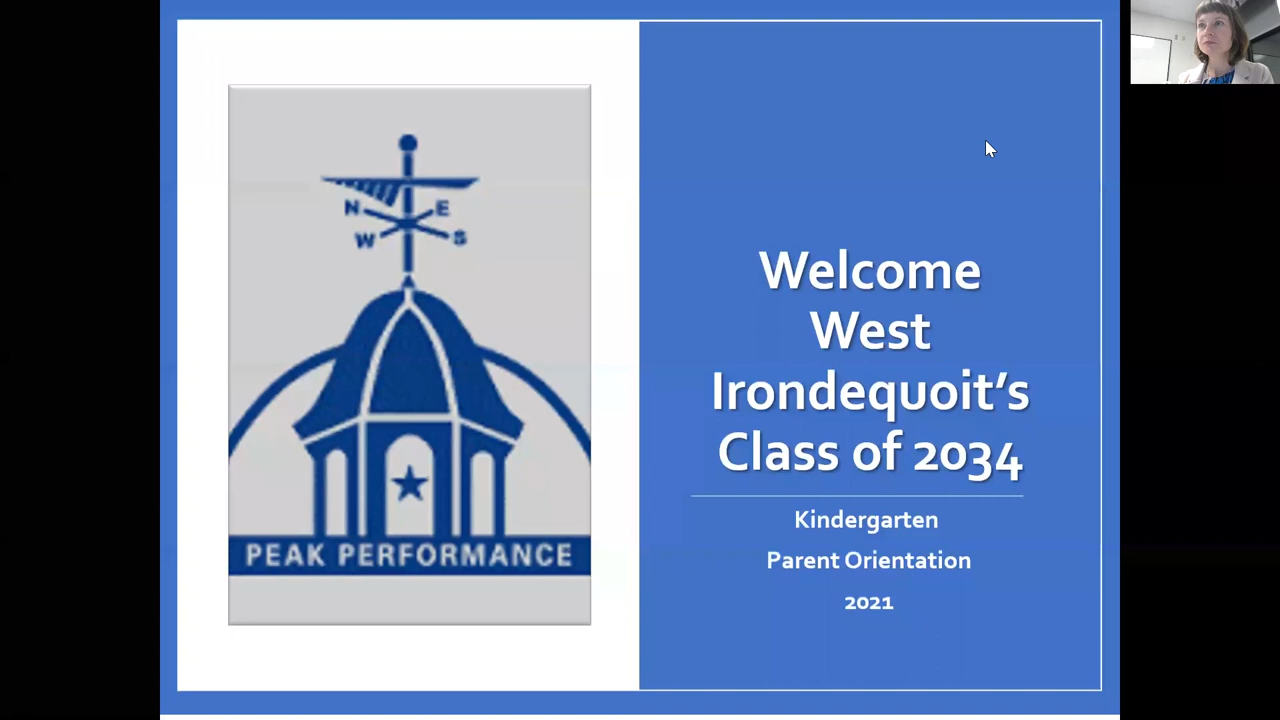 N E
W S
PEAK PERFORMANCE
Welcome
West
Irondequoit’s
Class of 2034
Kindergarten
Parent Orientation
2021